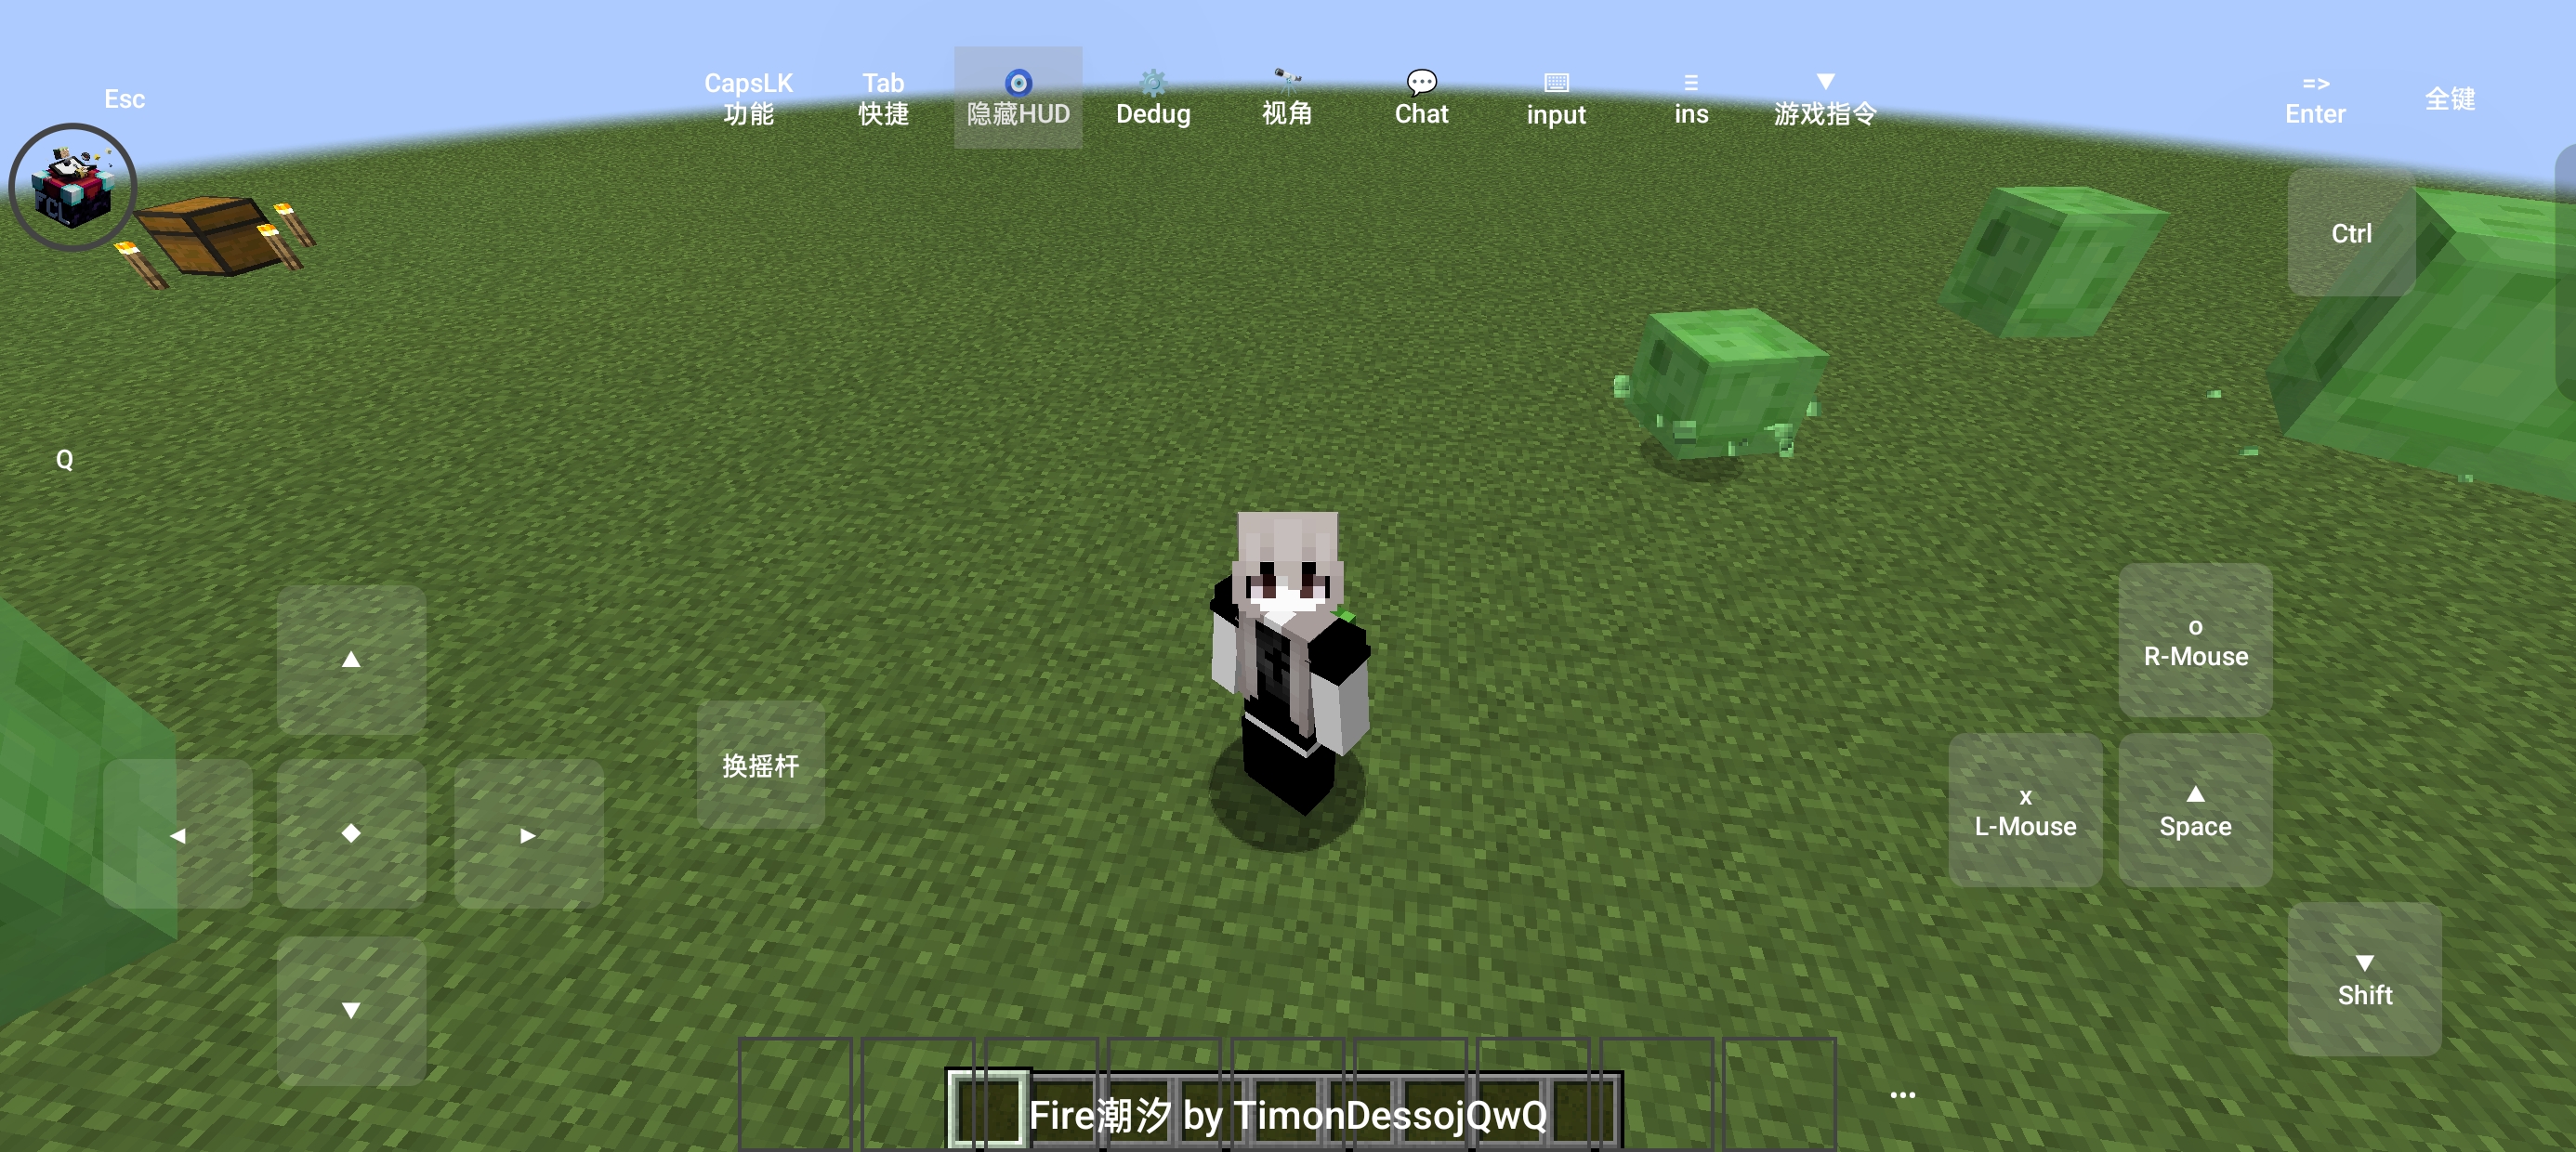 Esc
CapsLK
功能
Tab
快捷
隐藏HUD
Dedug
视角
Chat
input
ins
游戏指令
=>
Enter
全键
FCL
Ctrl
Q
o
R-Mouse
换摇杆
x
L-Mouse
Space
Shift
...
Fire潮汐 by TimonDessojQwQ